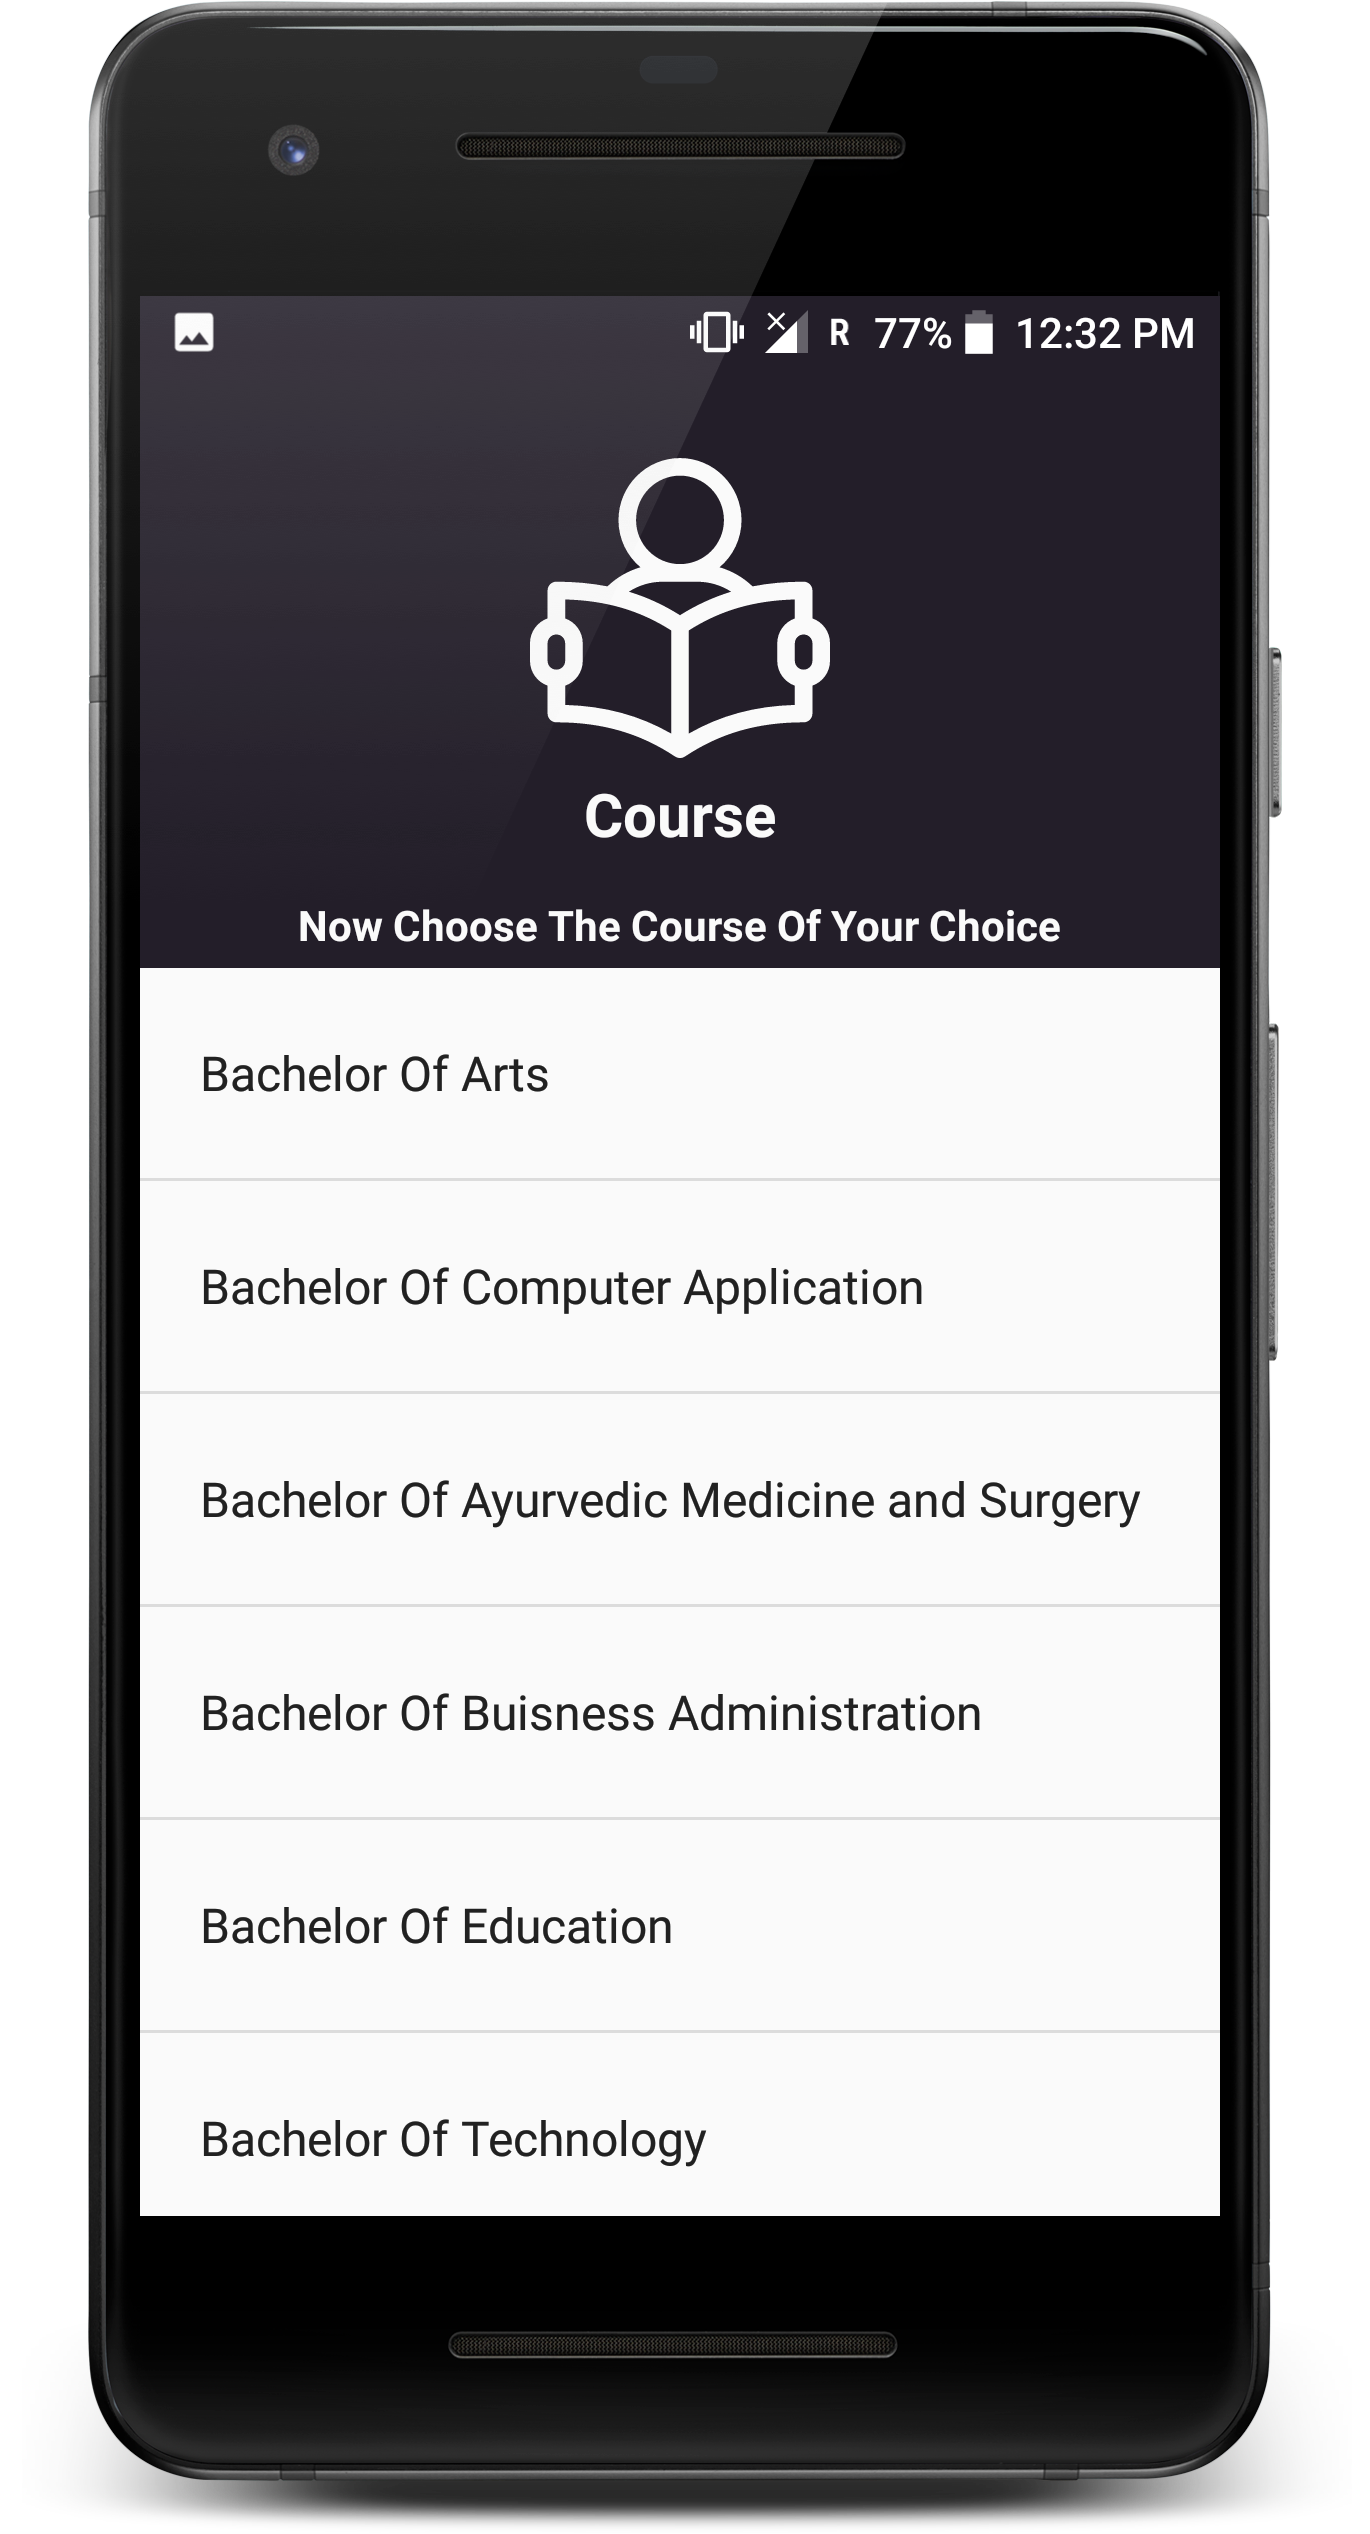 R 77% 12:32 PM
Course
Now Choose The Course Of Your Choice
Bachelor Of Arts
Bachelor Of Computer Application
Bachelor Of Ayurvedic Medicine and Surgery
Bachelor Of Buisness Administration
Bachelor Of Education
Bachelor Of Technology